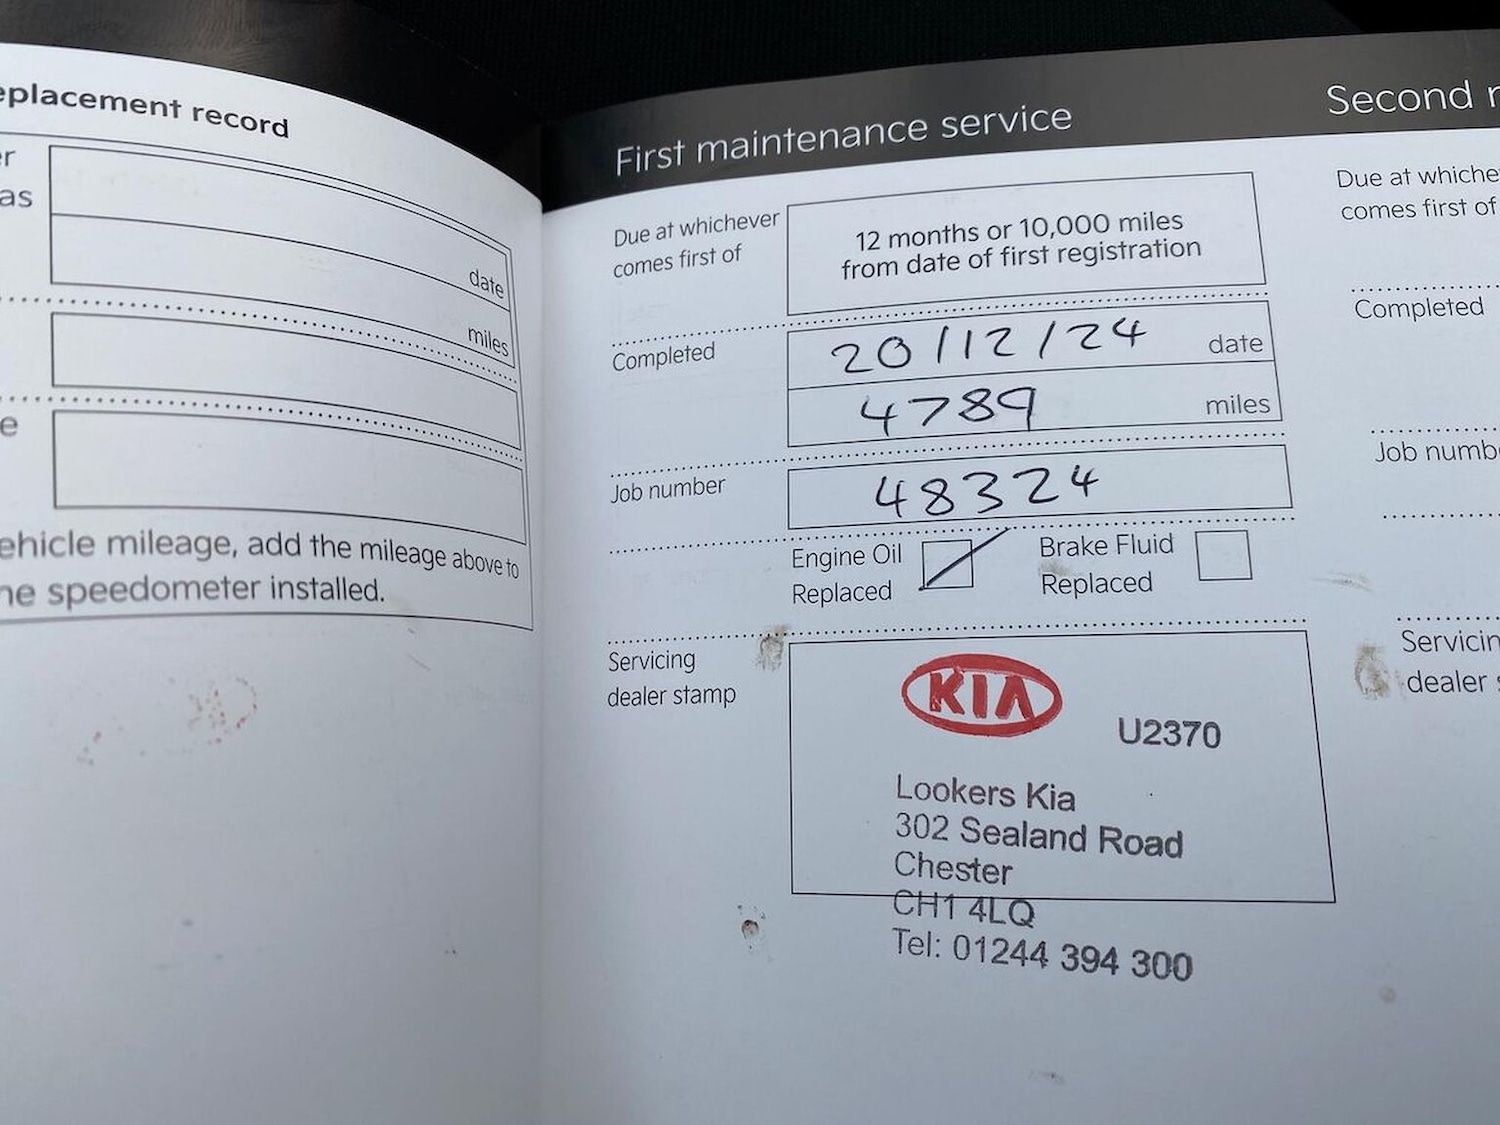 eplacement record
er
as
date
miles
e
ehicle mileage, add the mileage above to
he speedometer installed.
First maintenance service
Due at whichever
comes first of
12 months or 10,000 miles
from date of first registration
Completed
20/12/24 date
4789 miles
Job number
48324
Engine Oil
Replaced
Brake Fluid
Replaced
Servicing
dealer stamp
KIA
U2370
Lookers Kia
302 Sealand Road
Chester
CH1 4LQ
Tel: 01244 394 300
Second r
Due at whiche
comes first of
Completed
Job numb
Servicin
dealer s